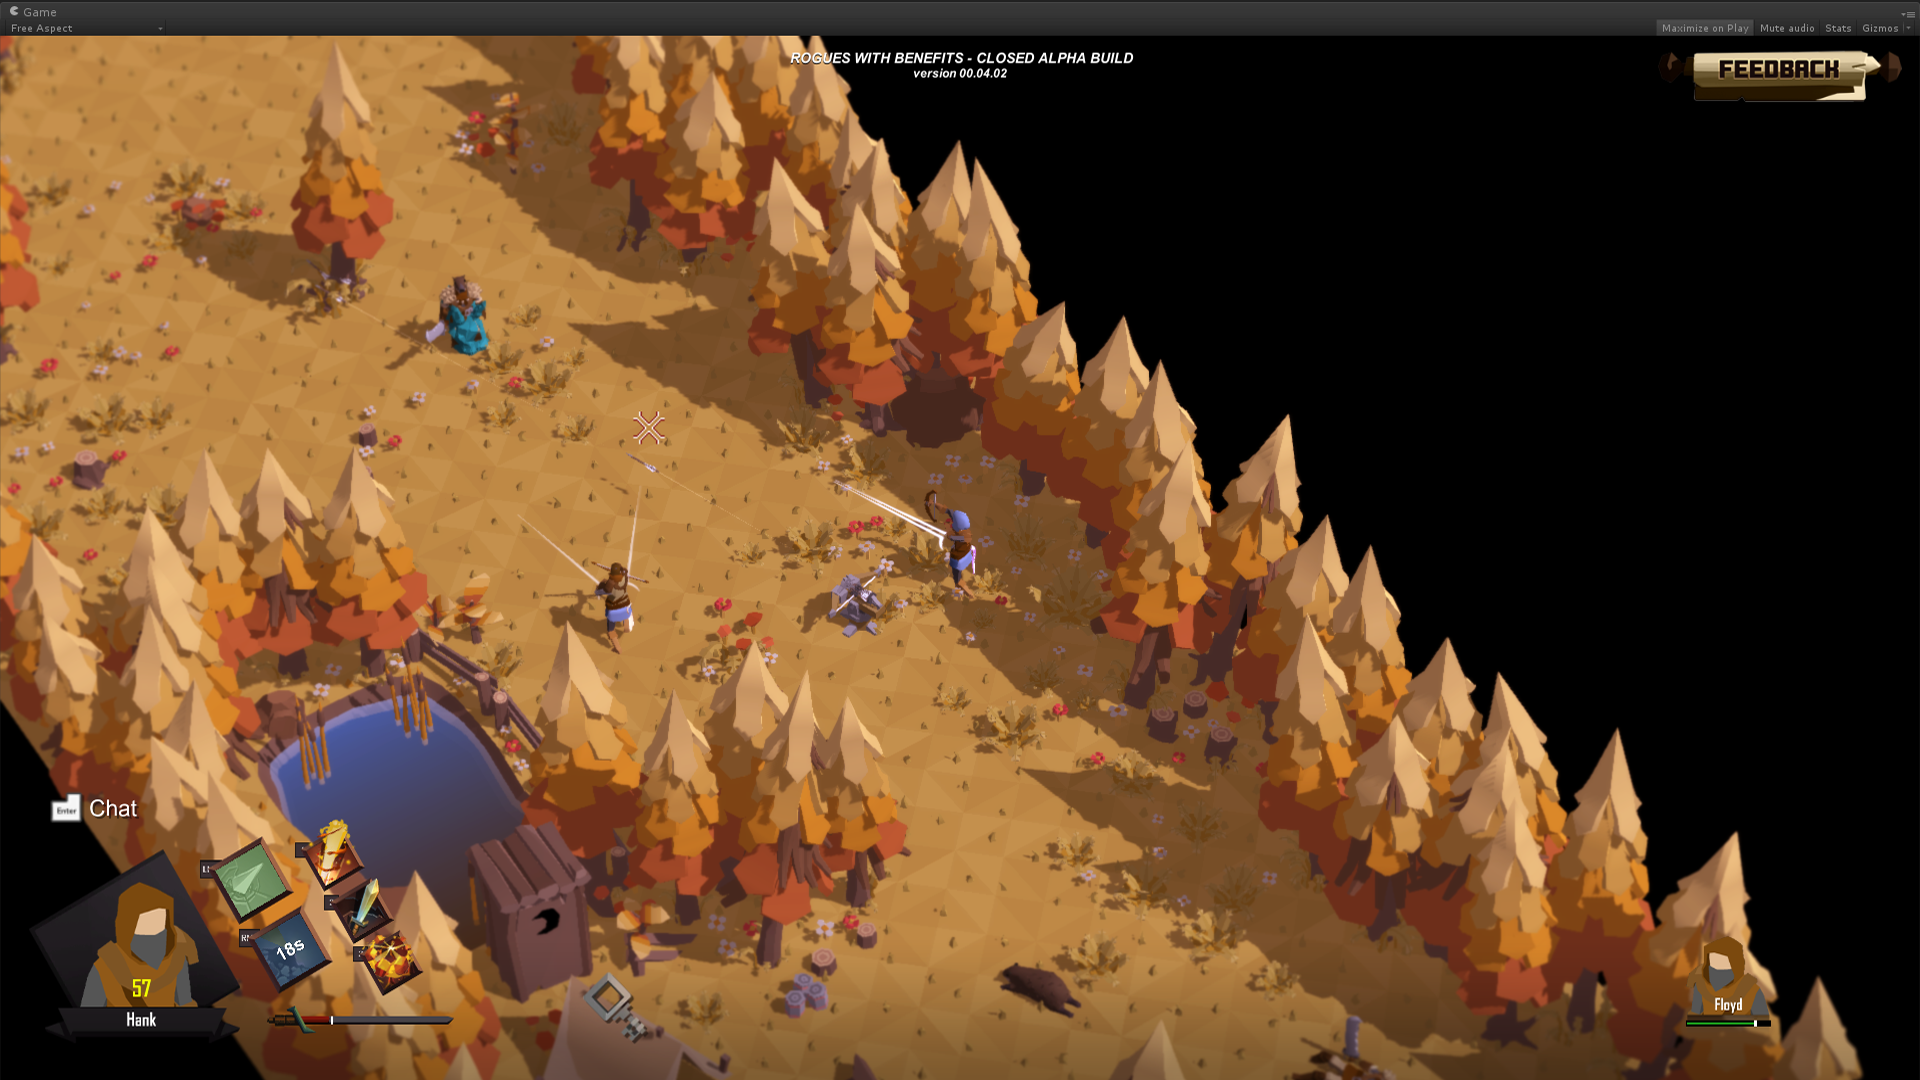 Game
Free Aspect
Maximize on Play Mute audio Stats Gizmos
ROGUES WITH BENEFITS - CLOSED ALPHA BUILD
version 00.04.02
FEEDBACK
Enter Chat
18s
57
Hank
Floyd